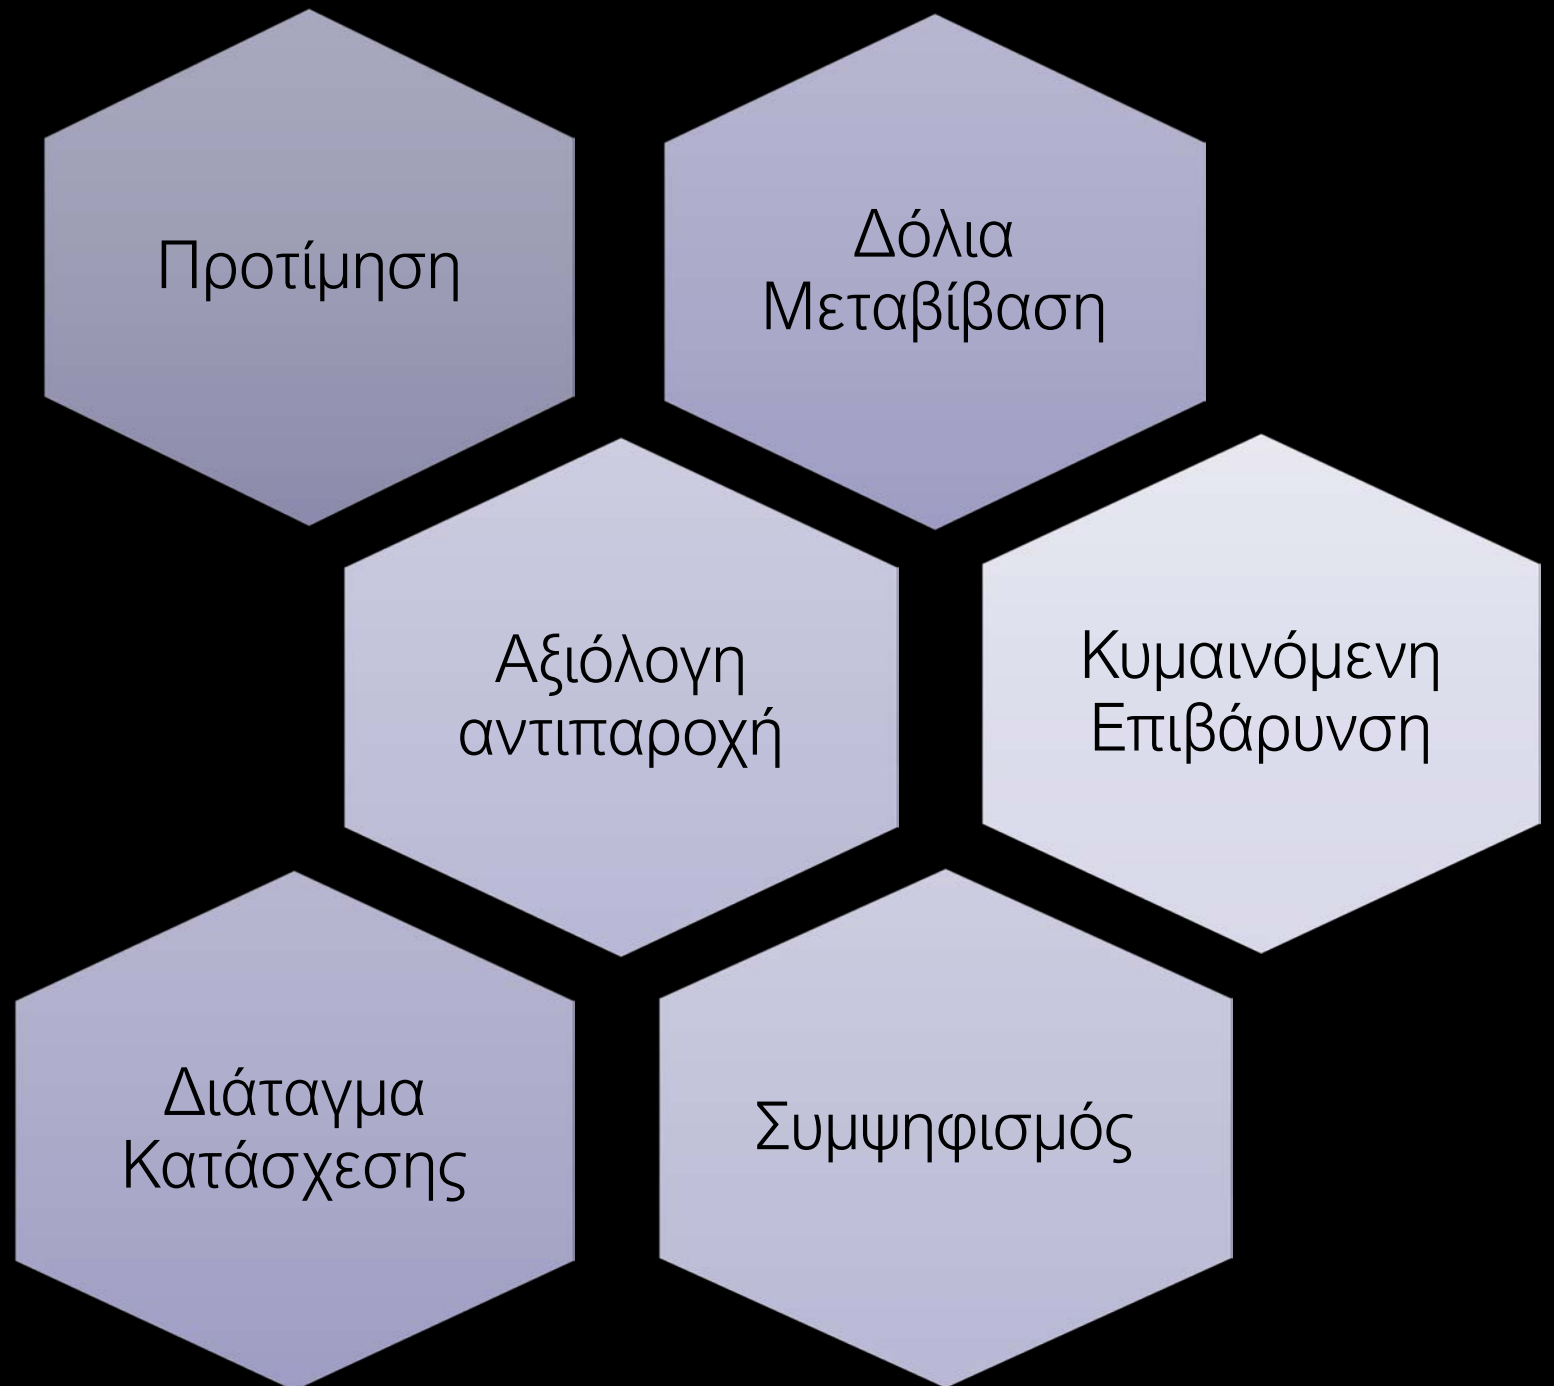 Προτίμηση
Δόλια
Μεταβίβαση
Αξιόλογη
αντιπαροχή
Κυμαινόμενη
Επιβάρυνση
Διάταγμα
Κατάσχεσης
Συμψηφισμός